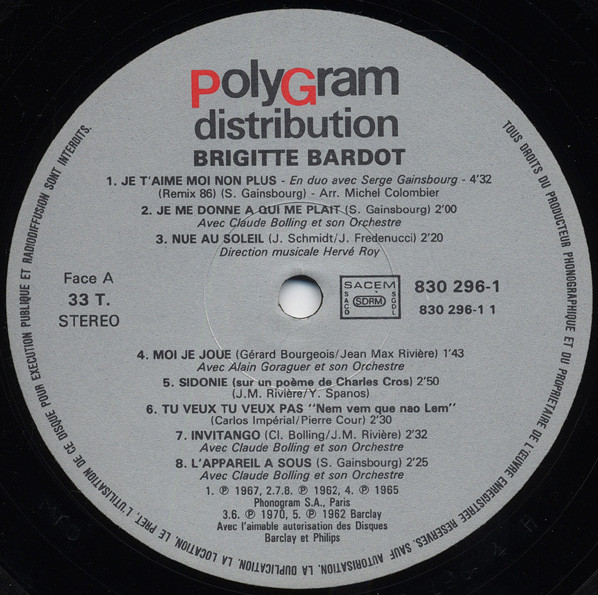 PolyGram
distribution
BRIGITTE BARDOT
1. JE T'AIME MOI NON PLUS - En duo avec Serge Gainsbourg - 4'32
(Remix 86) (S. Gainsbourg) - Arr. Michel Colombier
2. JE ME DONNE A QUI ME PLAIT (S. Gainsbourg) 2'00
Avec Claude Bolling et son Orchestre
3. NUE AU SOLEIL (J. Schmidt/J. Fredenucci) 2'20
Direction musicale Hervé Roy
Face A
33 T.
STEREO
SACEM
SACD
SDRM
SGDL
830 296-1
830 296-1 1
4. MOI JE JOUE (Gérard Bourgeois/Jean Max Rivière) 1'43
Avec Alain Goraguer et son Orchestre
5. SIDONIE (sur un poème de Charles Cros) 2'50
(J.M. Rivière/Y. Spanos)
6. TU VEUX TU VEUX PAS "Nem vem que nao Lem"
(Carlos Impérial/Pierre Cour) 2'30
7. INVITANGO (Cl. Bolling/J.M. Rivière) 2'32
Avec Claude Bolling et son Orchestre
8. L'APPAREIL A SOUS (S. Gainsbourg) 2'25
Avec Claude Bolling et son Orchestre
1. ℗ 1967, 2.7.8. ℗ 1962, 4. ℗ 1965
Phonogram S.A., Paris
3.6. ℗ 1970, 5. ℗ 1962 Barclay
Avec l'aimable autorisation des Disques
Barclay et Philips
TOUS DROITS DU PRODUCTEUR PHONOGRAPHIQUE ET DU PROPRIETAIRE DE L'ŒUVRE ENREGISTREE RESERVES. SAUF AUTORISATION. LA DUPLICATION, LA LOCATION, LE PRET, L'UTILISATION DE CE DISQUE POUR EXECUTION PUBLIQUE ET RADIODIFFUSION SONT INTERDITS.